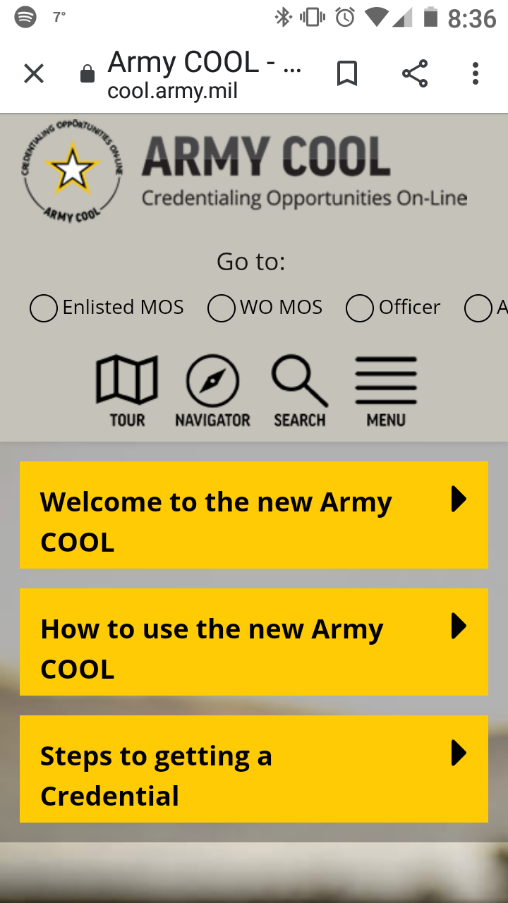 7°
8:36
Army COOL - ...
cool.army.mil
CREDENTIALING OPPORTUNITIES ON-LINE
ARMY COOL
ARMY COOL
Credentialing Opportunities On-Line
Go to:
Enlisted MOS WO MOS Officer A
TOUR NAVIGATOR SEARCH MENU
Welcome to the new Army
COOL
How to use the new Army
COOL
Steps to getting a
Credential